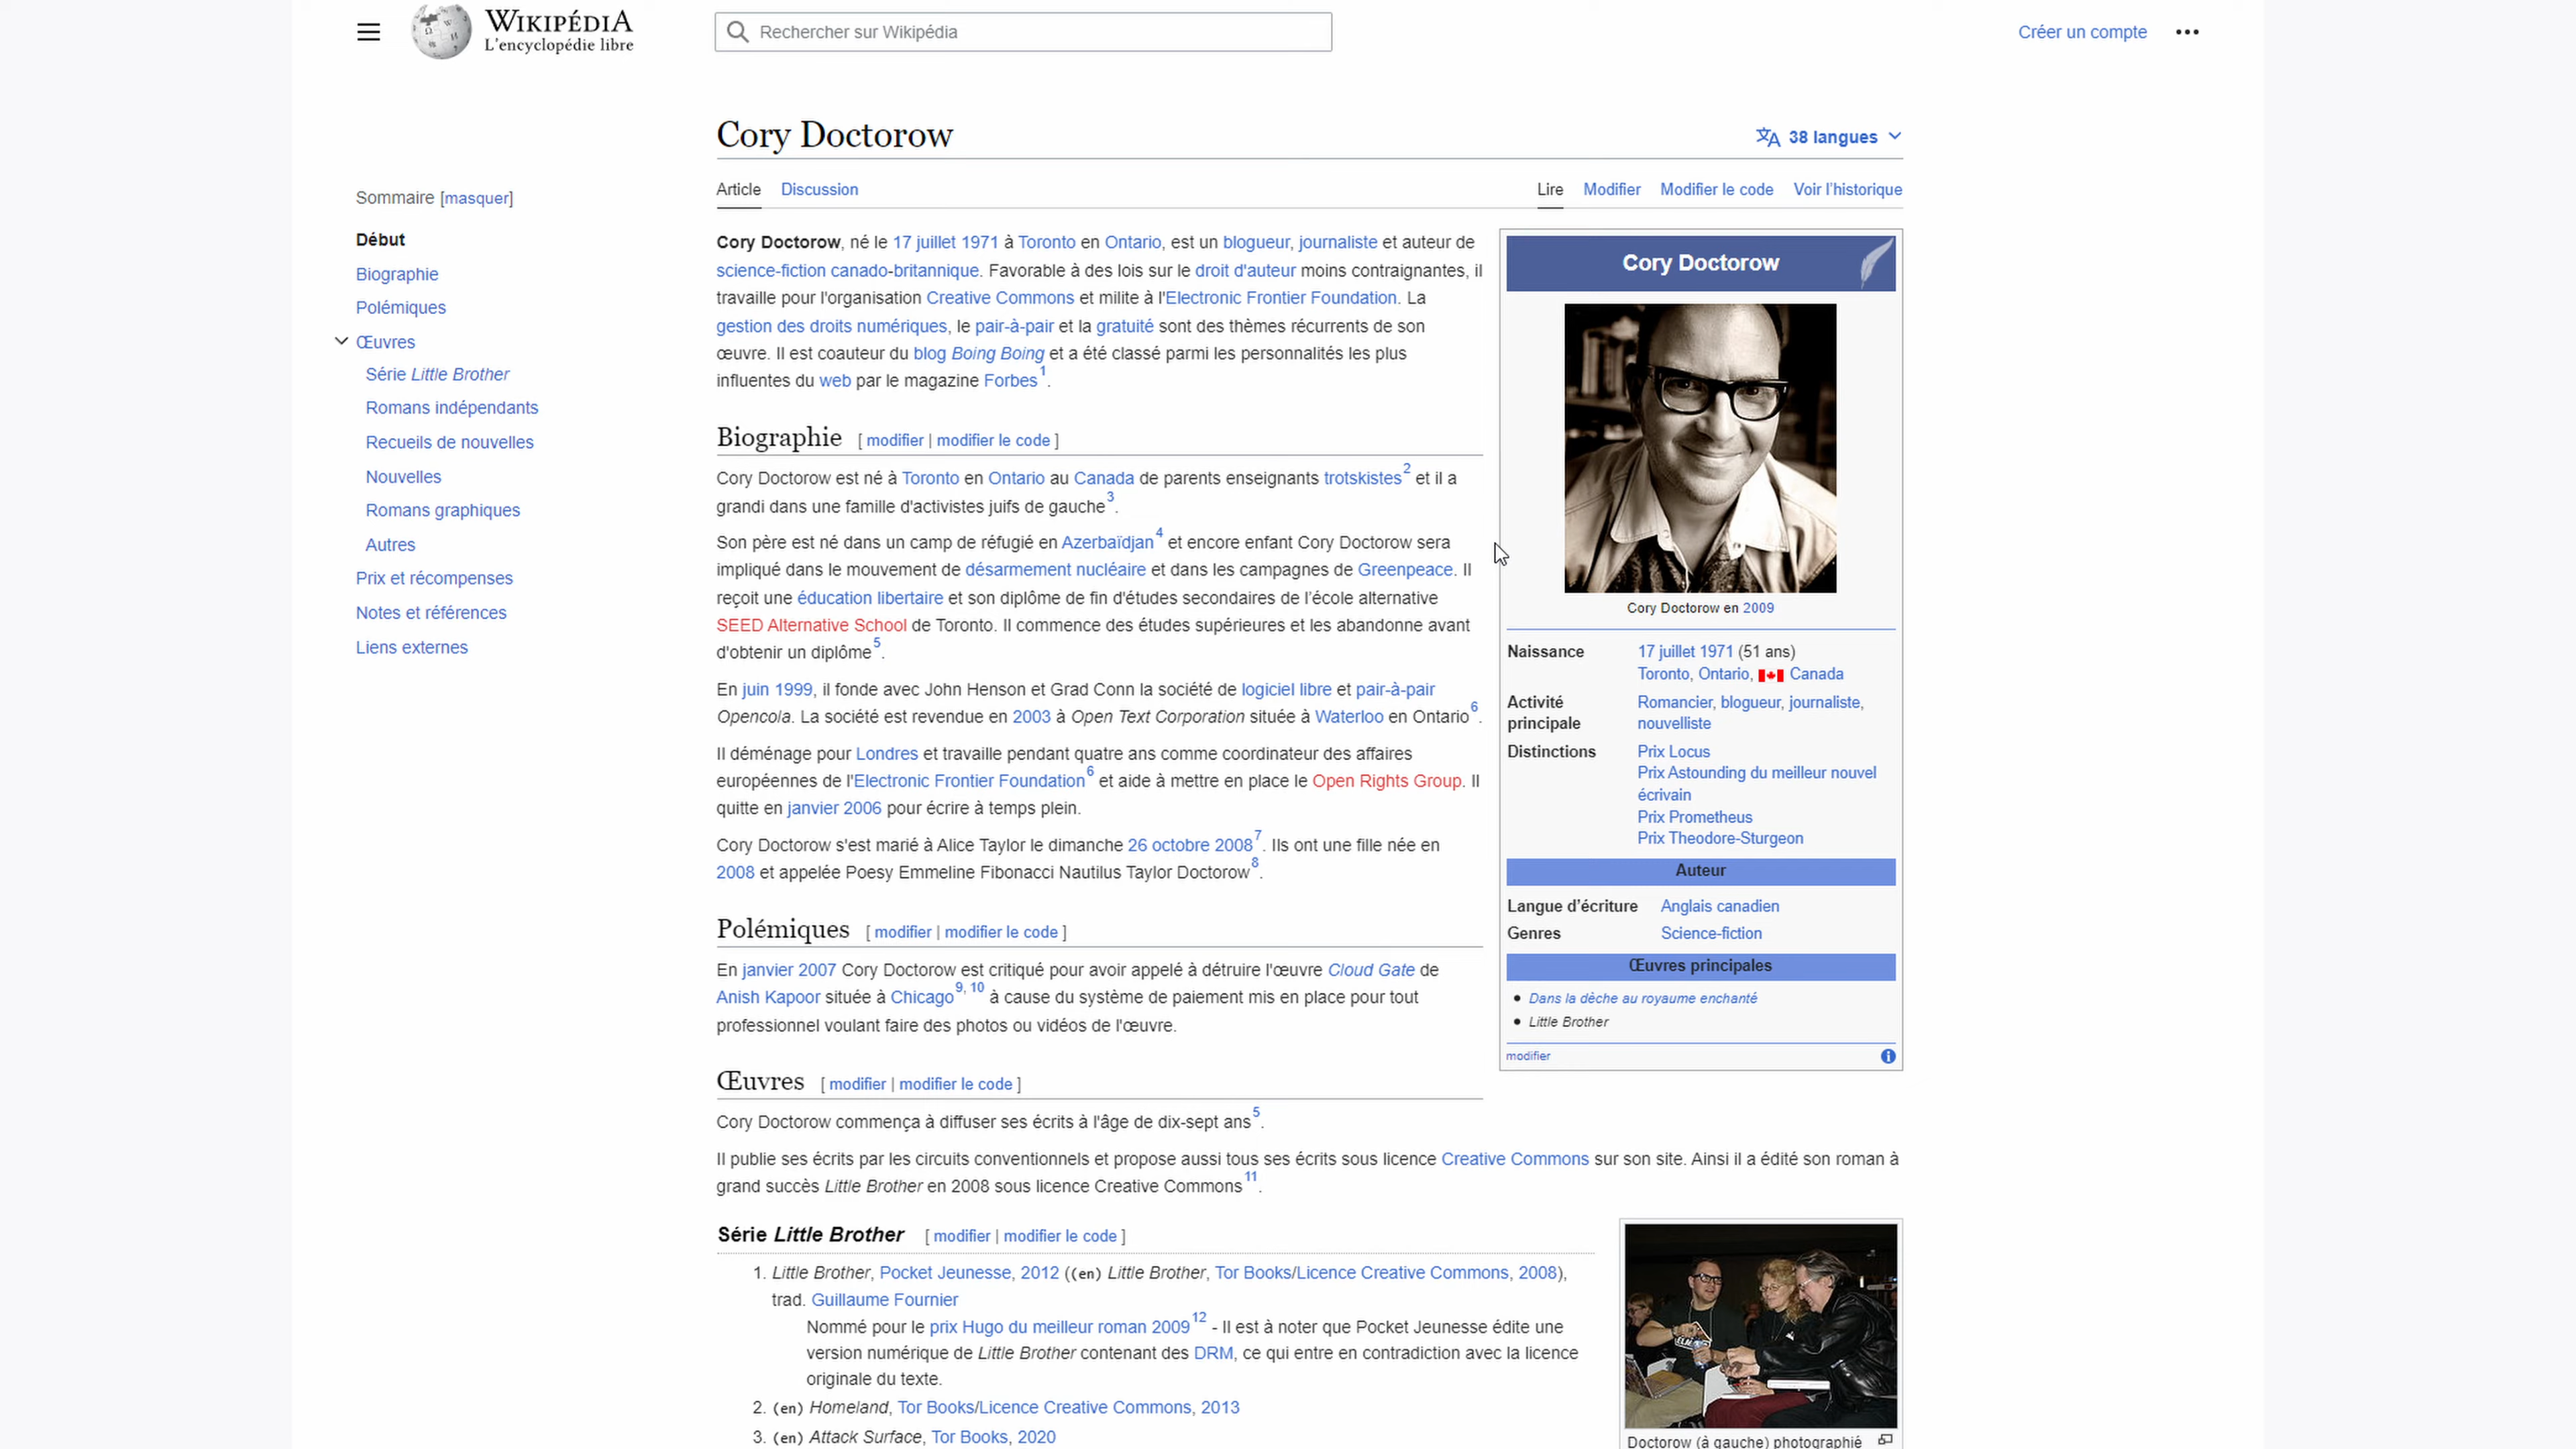 WIKIPÉDIA
L'encyclopédie libre
Rechercher sur Wikipédia
Créer un compte
Cory Doctorow
38 langues
Article Discussion
Lire Modifier Modifier le code Voir l'historique
Sommaire [masquer]
Début
Biographie
Polémiques
Œuvres
Série Little Brother
Romans indépendants
Recueils de nouvelles
Nouvelles
Romans graphiques
Autres
Prix et récompenses
Notes et références
Liens externes
Cory Doctorow, né le 17 juillet 1971 à Toronto en Ontario, est un blogueur, journaliste et auteur de
science-fiction canado-britannique. Favorable à des lois sur le droit d'auteur moins contraignantes, il
travaille pour l'organisation Creative Commons et milite à l'Electronic Frontier Foundation. La
gestion des droits numériques, le pair-à-pair et la gratuité sont des thèmes récurrents de son
œuvre. Il est coauteur du blog Boing Boing et a été classé parmi les personnalités les plus
influentes du web par le magazine Forbes1.
Biographie [ modifier | modifier le code ]
Cory Doctorow est né à Toronto en Ontario au Canada de parents enseignants trotskistes2 et il a
grandi dans une famille d'activistes juifs de gauche3.
Son père est né dans un camp de réfugié en Azerbaïdjan4 et encore enfant Cory Doctorow sera
impliqué dans le mouvement de désarmement nucléaire et dans les campagnes de Greenpeace. Il
reçoit une éducation libertaire et son diplôme de fin d'études secondaires de l'école alternative
SEED Alternative School de Toronto. Il commence des études supérieures et les abandonne avant
d'obtenir un diplôme5.
En juin 1999, il fonde avec John Henson et Grad Conn la société de logiciel libre et pair-à-pair
Opencola. La société est revendue en 2003 à Open Text Corporation située à Waterloo en Ontario6.
Il déménage pour Londres et travaille pendant quatre ans comme coordinateur des affaires
européennes de l'Electronic Frontier Foundation6 et aide à mettre en place le Open Rights Group. Il
quitte en janvier 2006 pour écrire à temps plein.
Cory Doctorow s'est marié à Alice Taylor le dimanche 26 octobre 20087. Ils ont une fille née en
2008 et appelée Poesy Emmeline Fibonacci Nautilus Taylor Doctorow8.
Polémiques [ modifier | modifier le code ]
En janvier 2007 Cory Doctorow est critiqué pour avoir appelé à détruire l'œuvre Cloud Gate de
Anish Kapoor située à Chicago9, 10 à cause du système de paiement mis en place pour tout
professionnel voulant faire des photos ou vidéos de l'œuvre.
Œuvres [ modifier | modifier le code ]
Cory Doctorow commença à diffuser ses écrits à l'âge de dix-sept ans5.
Il publie ses écrits par les circuits conventionnels et propose aussi tous ses écrits sous licence Creative Commons sur son site. Ainsi il a édité son roman à
grand succès Little Brother en 2008 sous licence Creative Commons11.
Série Little Brother [ modifier | modifier le code ]
1. Little Brother, Pocket Jeunesse, 2012 ((en) Little Brother, Tor Books/Licence Creative Commons, 2008),
trad. Guillaume Fournier
Nommé pour le prix Hugo du meilleur roman 200912 - Il est à noter que Pocket Jeunesse édite une
version numérique de Little Brother contenant des DRM, ce qui entre en contradiction avec la licence
originale du texte.
2. (en) Homeland, Tor Books/Licence Creative Commons, 2013
3. (en) Attack Surface, Tor Books, 2020
Cory Doctorow
Cory Doctorow en 2009
Naissance 17 juillet 1971 (51 ans)
Toronto, Ontario, Canada
Activité principale Romancier, blogueur, journaliste,
nouvelliste
Distinctions Prix Locus
Prix Astounding du meilleur nouvel
écrivain
Prix Prometheus
Prix Theodore-Sturgeon
Auteur
Langue d'écriture Anglais canadien
Genres Science-fiction
Œuvres principales
Dans la dèche au royaume enchanté
Little Brother
modifier
Doctorow (à gauche) photographié